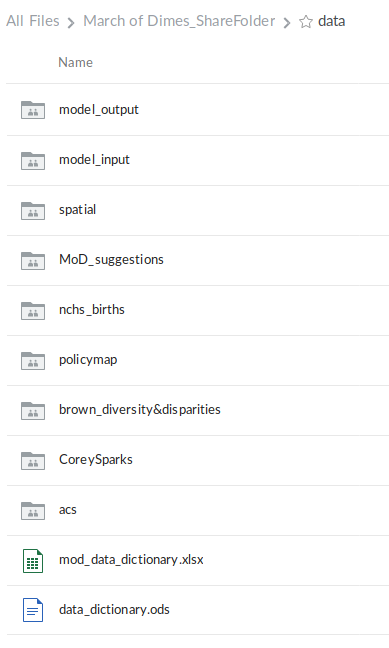 All Files > March of Dimes_ShareFolder > ☆ data
Name
model_output
model_input
spatial
MoD_suggestions
nchs_births
policymap
brown_diversity&disparities
CoreySparks
acs
mod_data_dictionary.xlsx
data_dictionary.ods